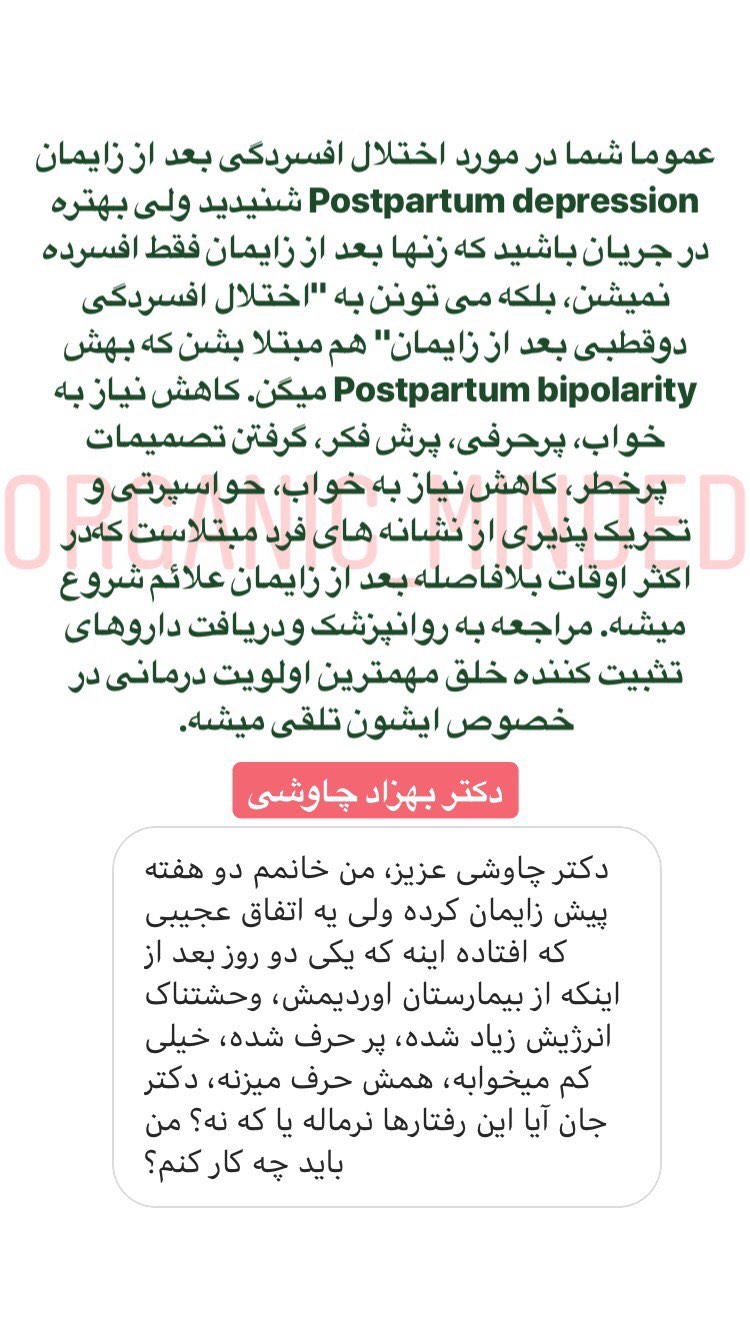 عموما شما در مورد اختلال افسردگی بعد از زایمان
Postpartum depression شنیدید ولی بهتره
در جریان باشید که زنها بعد از زایمان فقط افسرده
نمیشن، بلکه می تونن به "اختلال افسردگی
دوقطبی بعد از زایمان" هم مبتلا بشن که بهش
Postpartum bipolarity میگن. کاهش نیاز به
خواب، پرحرفی، پرش فکر، گرفتن تصمیمات
پرخطر، کاهش نیاز به خواب، حواسپرتی و
ORGANIC_MINDED
تحریک پذیری از نشانه های فرد مبتلاست که‌در
اکثر اوقات بلافاصله بعد از زایمان علائم شروع
میشه. مراجعه به روانپزشک ودریافت داروهای
تثبیت کننده خلق مهمترین اولویت درمانی در
خصوص ایشون تلقی میشه.
دکتر بهزاد چاوشی
دکتر چاوشی عزیز، من خانمم دو هفته
پیش زایمان کرده ولی یه اتفاق عجیبی
که افتاده اینه که یکی دو روز بعد از
اینکه از بیمارستان اوردیمش، وحشتناک
انرژیش زیاد شده، پر حرف شده، خیلی
کم میخوابه، همش حرف میزنه، دکتر
جان آیا این رفتارها نرماله یا که نه؟ من
باید چه کار کنم؟